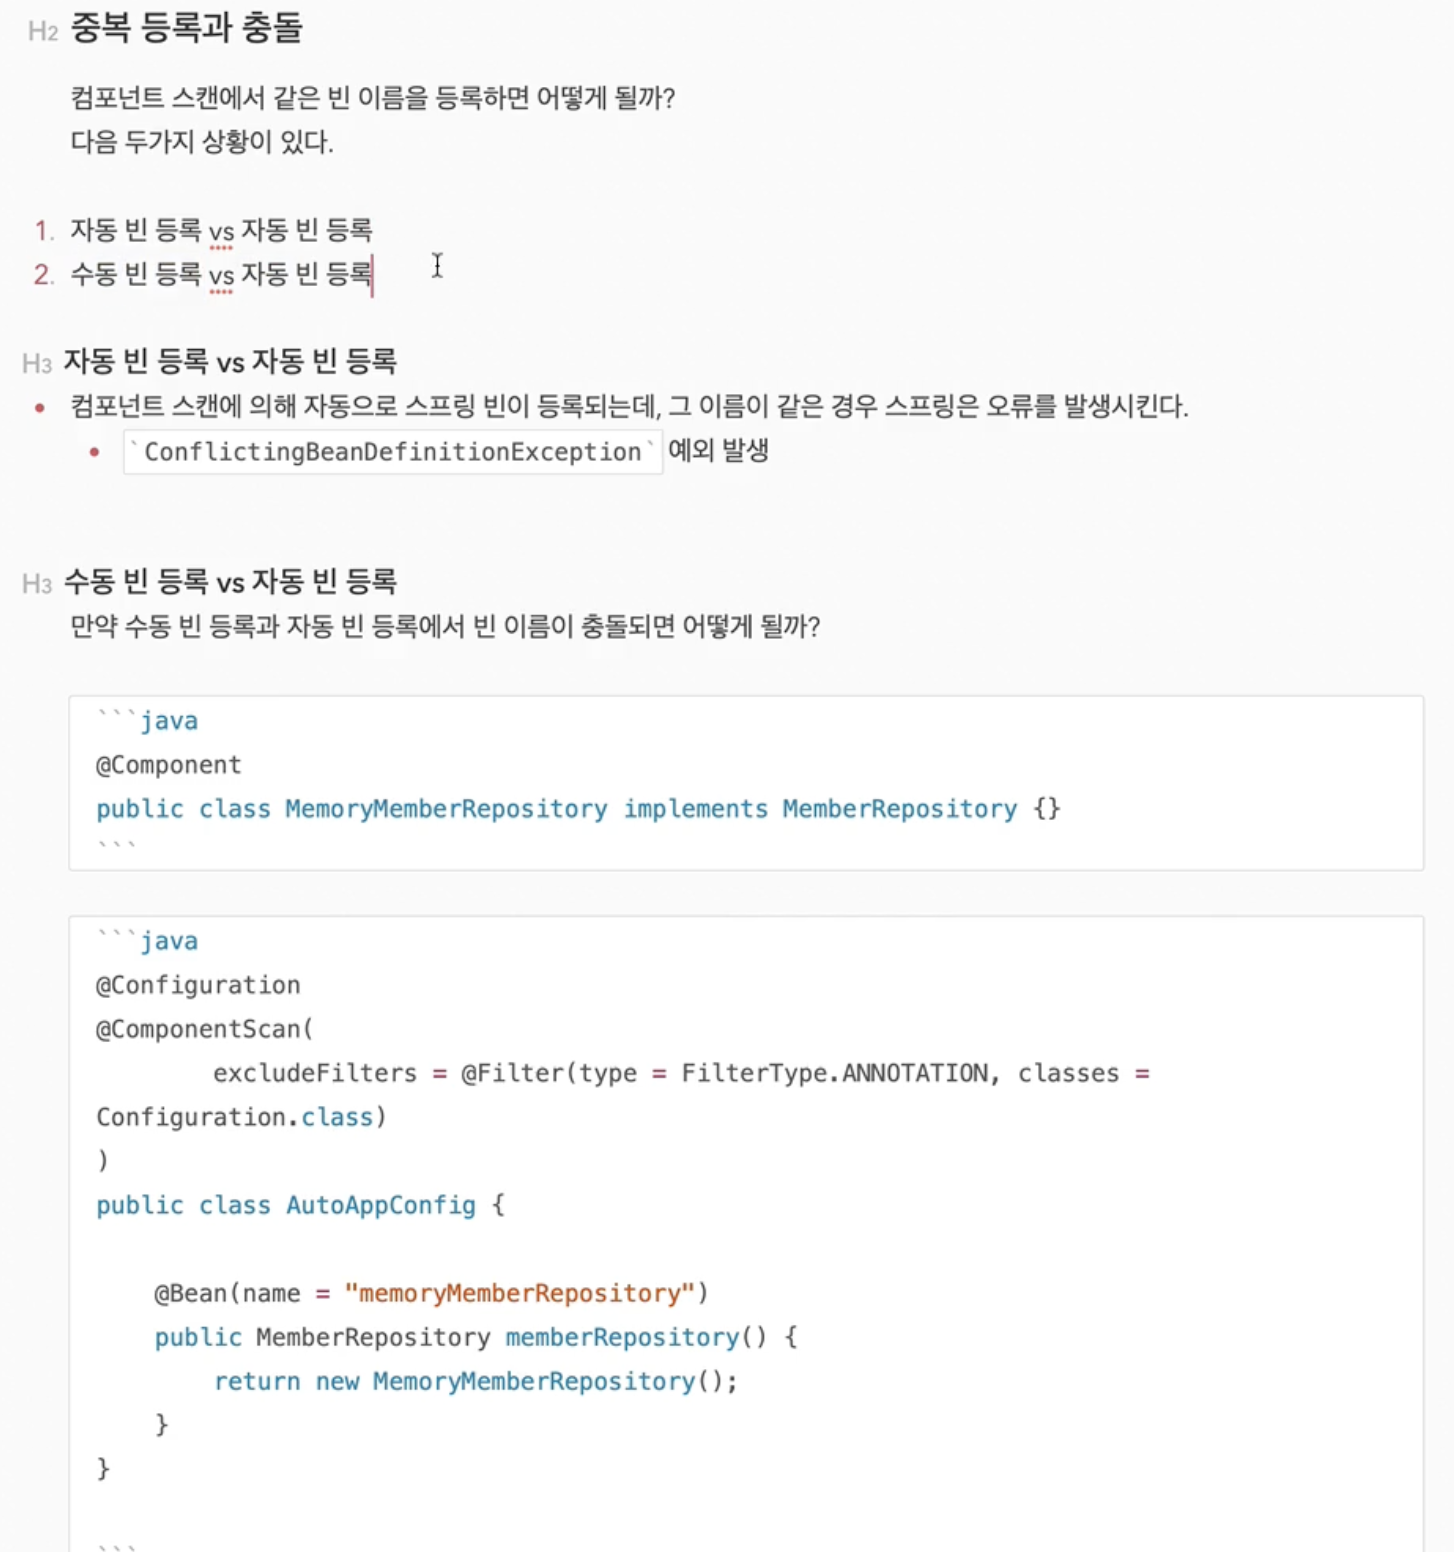 H2 중복 등록과 충돌
컴포넌트 스캔에서 같은 빈 이름을 등록하면 어떻게 될까?
다음 두가지 상황이 있다.
1. 자동 빈 등록 vs 자동 빈 등록
2. 수동 빈 등록 vs 자동 빈 등록
H3 자동 빈 등록 vs 자동 빈 등록
• 컴포넌트 스캔에 의해 자동으로 스프링 빈이 등록되는데, 그 이름이 같은 경우 스프링은 오류를 발생시킨다.
• `ConflictingBeanDefinitionException` 예외 발생
H3 수동 빈 등록 vs 자동 빈 등록
만약 수동 빈 등록과 자동 빈 등록에서 빈 이름이 충돌되면 어떻게 될까?
```java
@Component
public class MemoryMemberRepository implements MemberRepository {}
```
```java
@Configuration
@ComponentScan(
excludeFilters = @Filter(type = FilterType.ANNOTATION, classes =
Configuration.class)
)
public class AutoAppConfig {
@Bean(name = "memoryMemberRepository")
public MemberRepository memberRepository() {
return new MemoryMemberRepository();
}
}
```